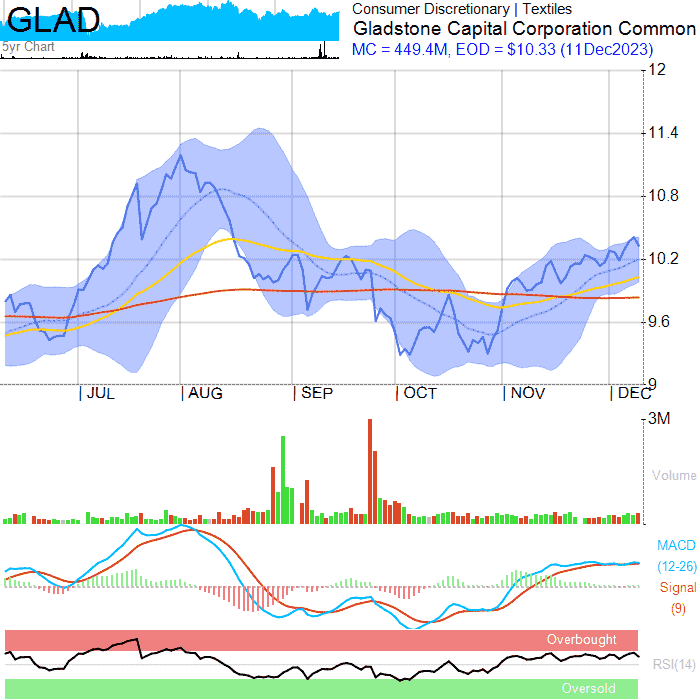 GLAD
5yr Chart
Consumer Discretionary | Textiles
Gladstone Capital Corporation Common
MC = 449.4M, EOD = $10.33 (11Dec2023)
12
11.4
10.8
10.2
9.6
9
JUL
AUG
SEP
OCT
NOV
DEC
3M
Volume
MACD
(12-26)
Signal
(9)
Overbought
RSI(14)
Oversold